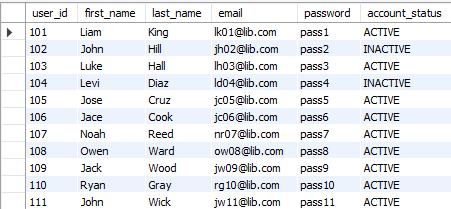 user_id first_name last_name email password account_status
101 Liam King lk01@lib.com pass1 ACTIVE
102 John Hill jh02@lib.com pass2 INACTIVE
103 Luke Hall lh03@lib.com pass3 ACTIVE
104 Levi Diaz ld04@lib.com pass4 INACTIVE
105 Jose Cruz jc05@lib.com pass5 ACTIVE
106 Jace Cook jc06@lib.com pass6 ACTIVE
107 Noah Reed nr07@lib.com pass7 ACTIVE
108 Owen Ward ow08@lib.com pass8 ACTIVE
109 Jack Wood jw09@lib.com pass9 ACTIVE
110 Ryan Gray rg10@lib.com pass10 ACTIVE
111 John Wick jw11@lib.com pass11 ACTIVE